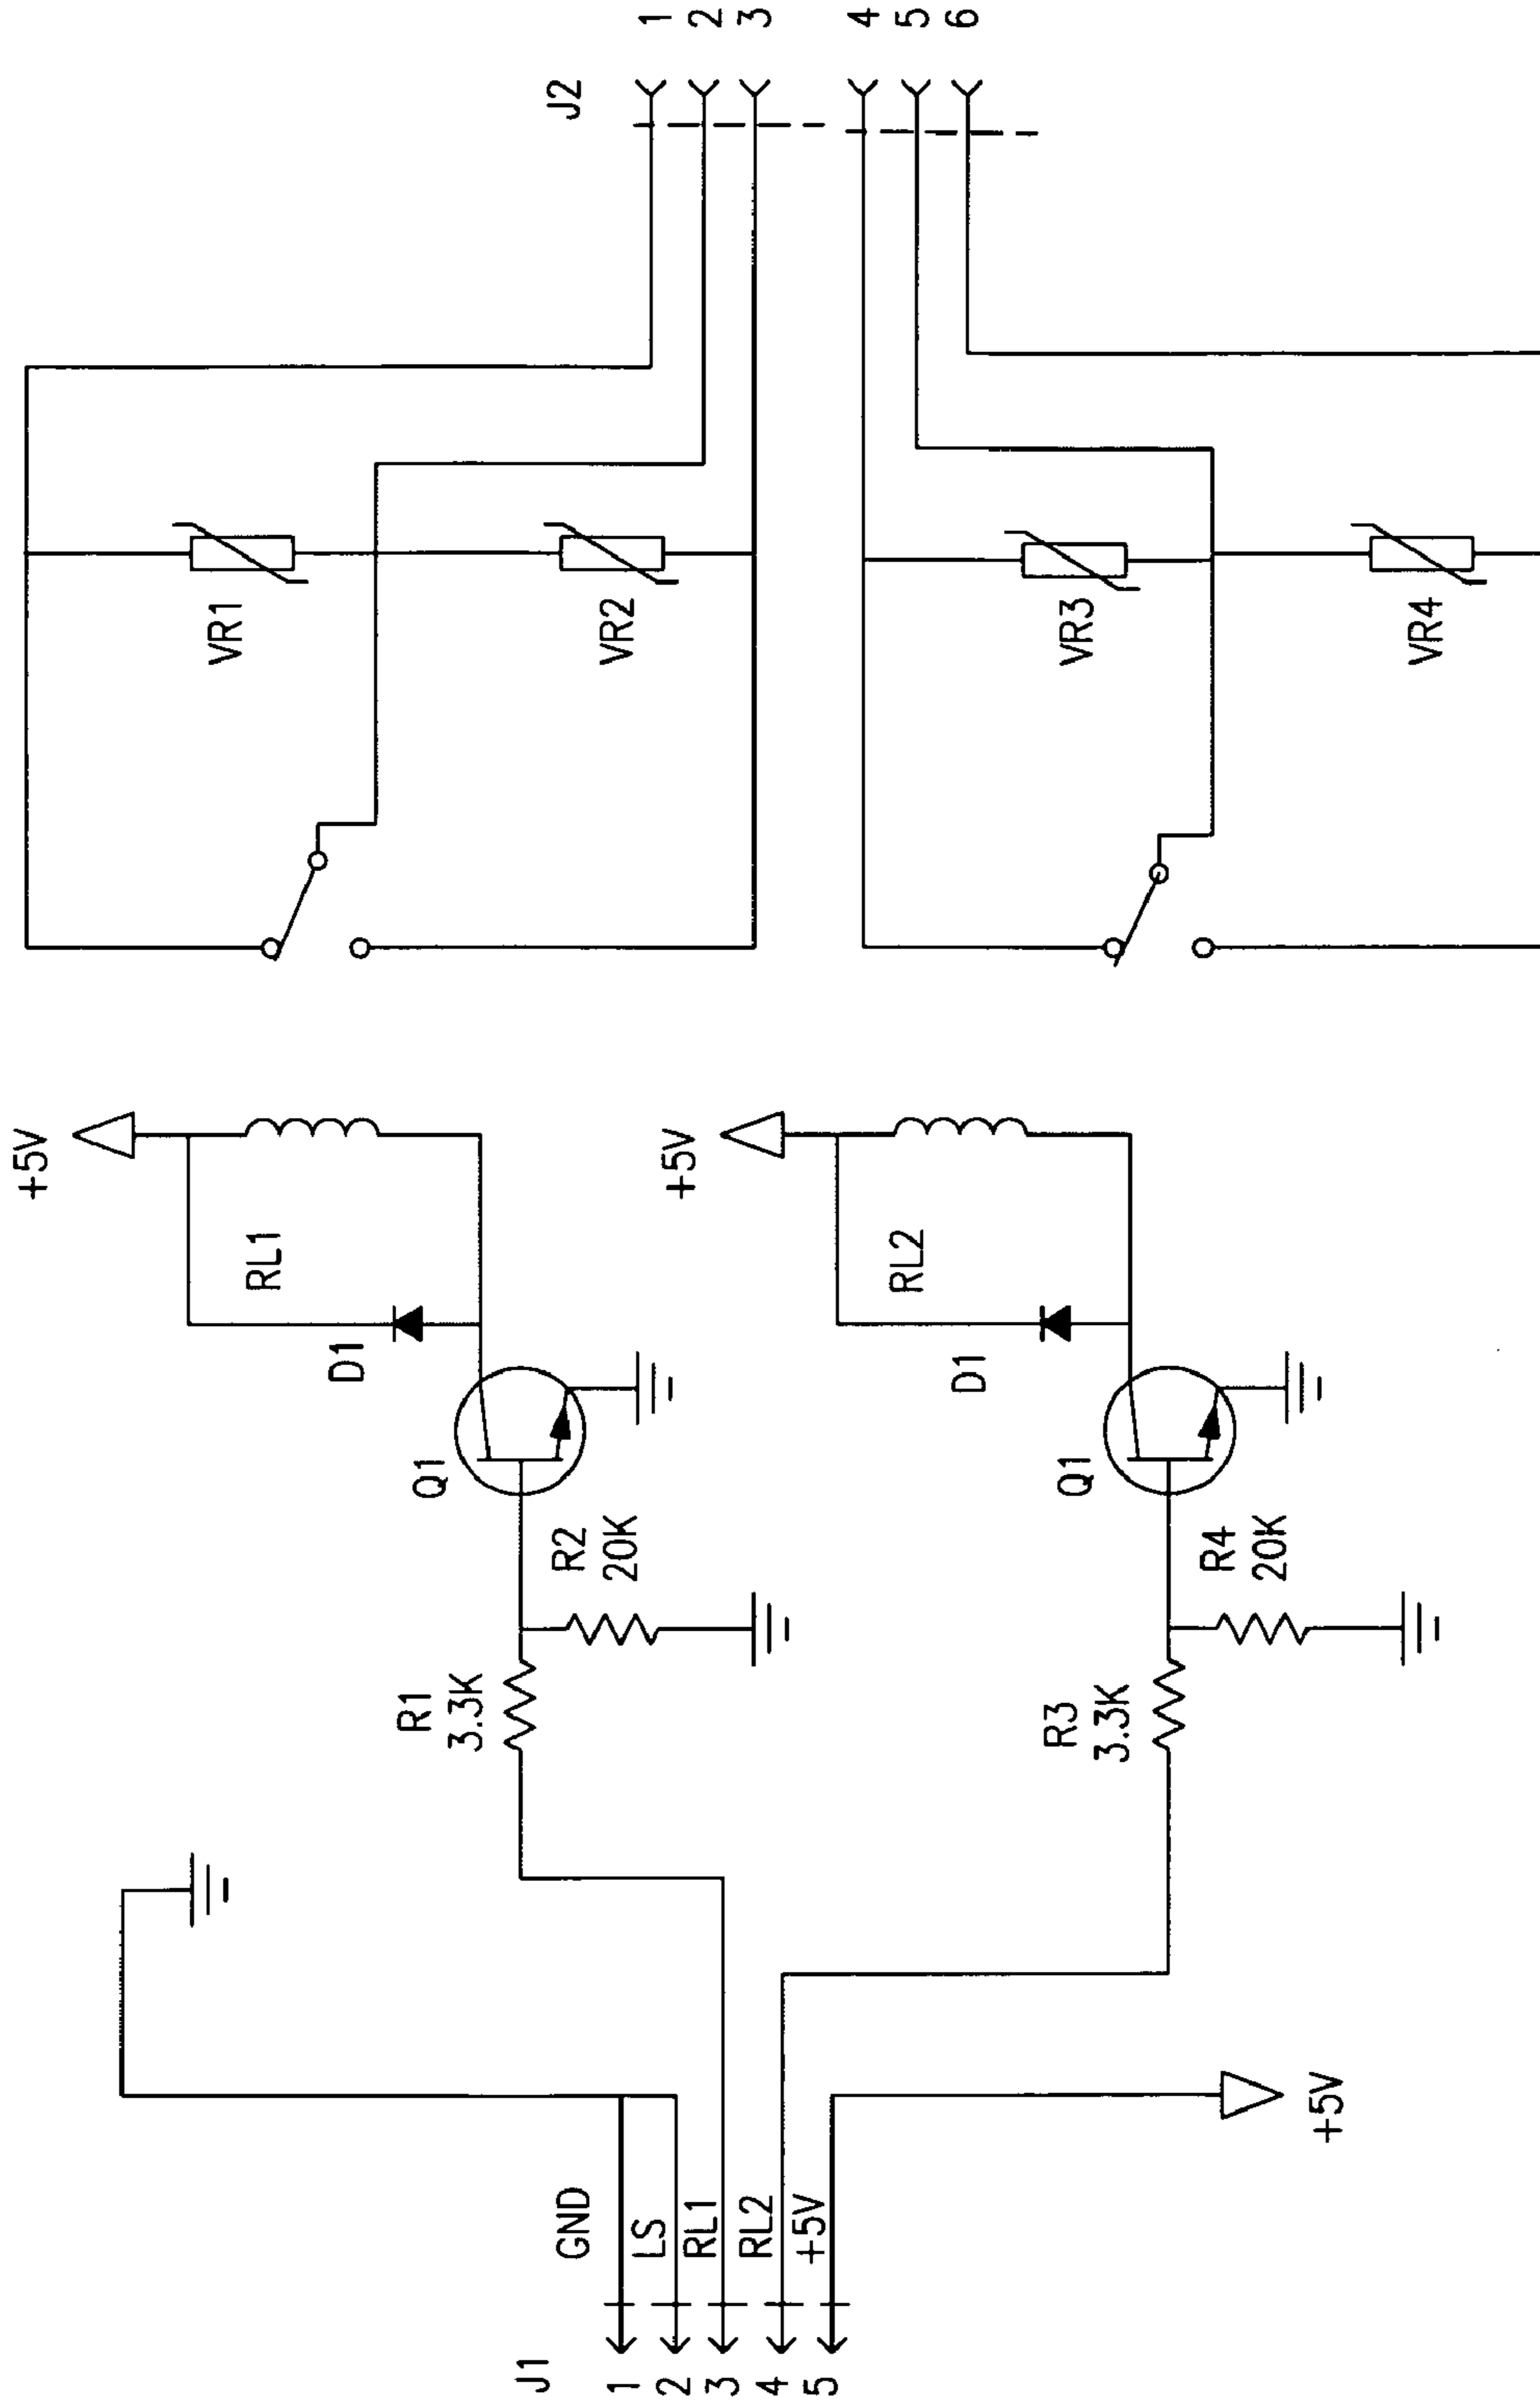 J1
1
2
3
4
5
GND
LS
RL1
RL2
+5V
+5V
R1
3.3K
R2
20K
Q1
D1
RL1
+5V
R3
3.3K
R4
20K
Q1
D1
RL2
+5V
VR1
VR2
VR3
VR4
J2
1
2
3
4
5
6